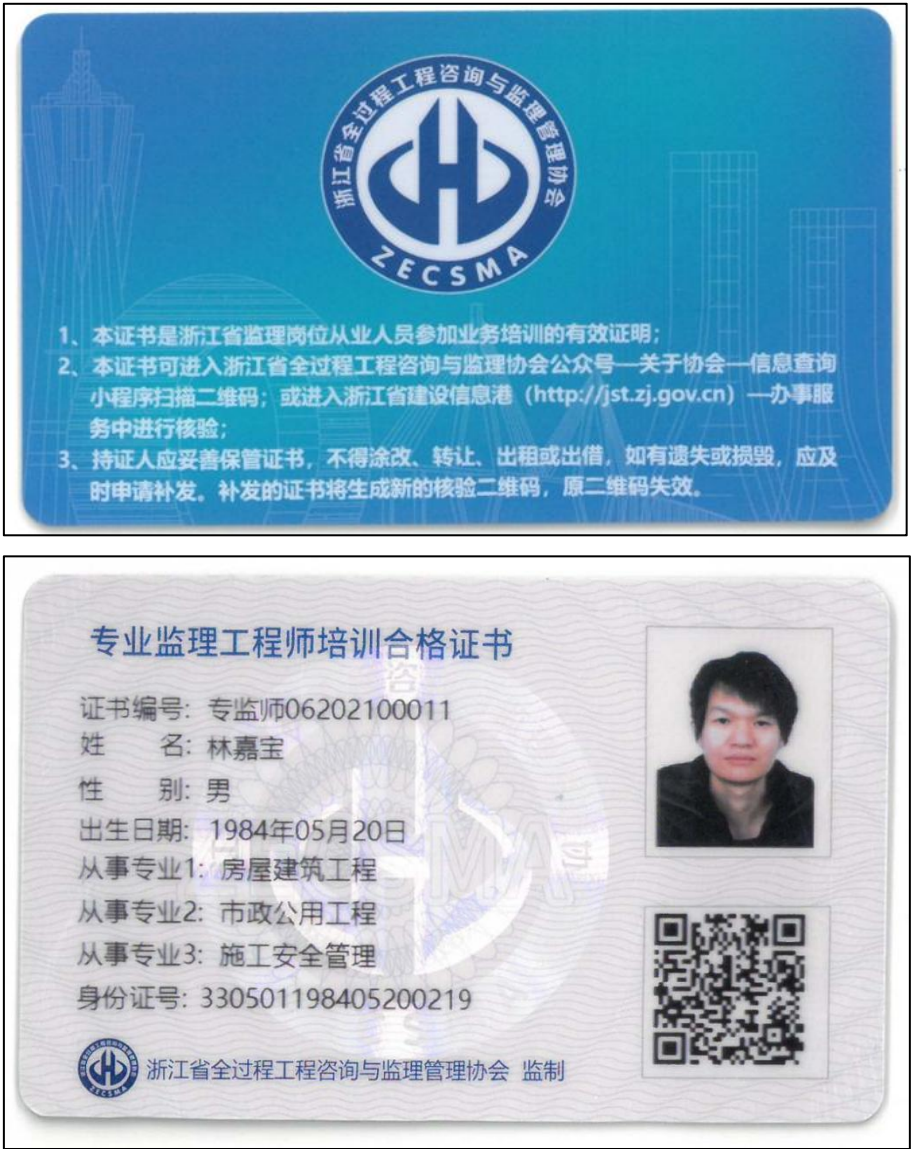 浙江省全过程工程咨询与监理管理协会
ZECSMA
1、本证书是浙江省监理岗位从业人员参加业务培训的有效证明；
2、本证书可进入浙江省全过程工程咨询与监理协会公众号—关于协会—信息查询
小程序扫描二维码；或进入浙江省建设信息港（http://jst.zj.gov.cn）—办事服
务中进行核验；
3、持证人应妥善保管证书，不得涂改、转让、出租或出借，如有遗失或损毁，应及
时申请补发。补发的证书将生成新的核验二维码，原二维码失效。
专业监理工程师培训合格证书
证书编号: 专监师06202100011
姓 名: 林嘉宝
性 别: 男
出生日期: 1984年05月20日
从事专业1: 房屋建筑工程
从事专业2: 市政公用工程
从事专业3: 施工安全管理
身份证号: 330501198405200219
ZECSMA
浙江省全过程工程咨询与监理管理协会 监制